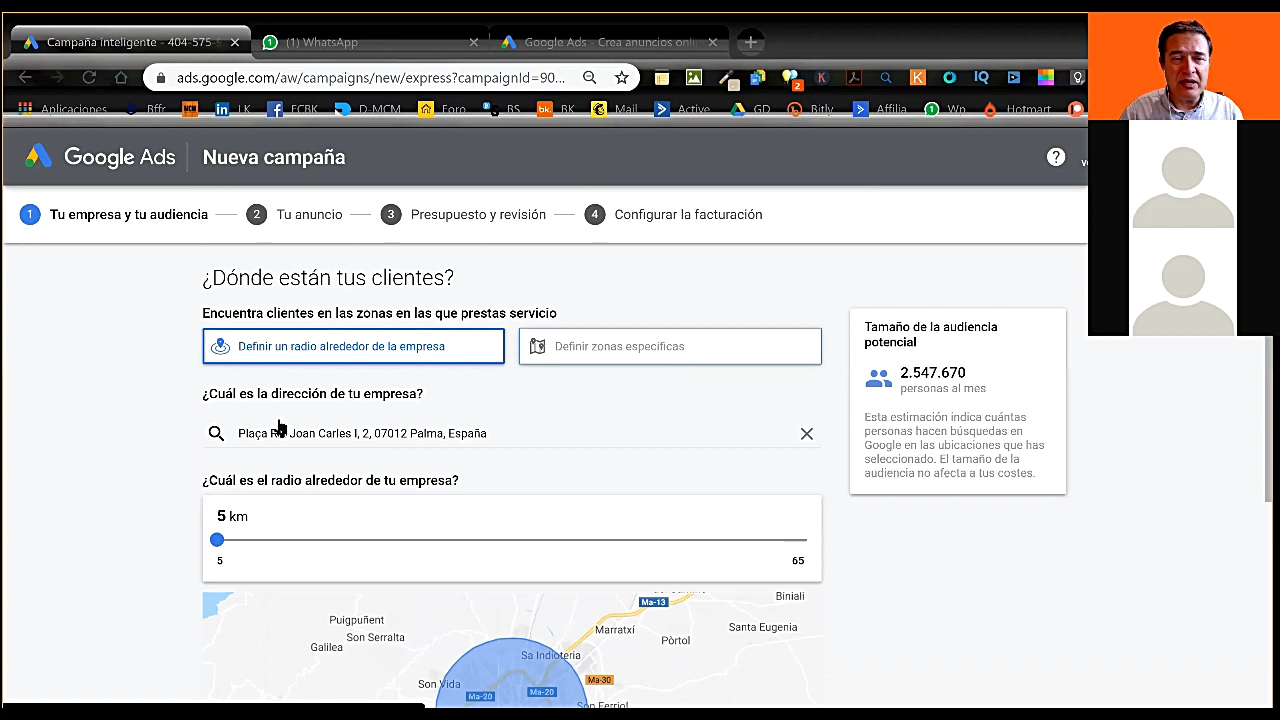 Campaña inteligente - 404-575-
(1) WhatsApp
Google Ads - Crea anuncios onli
ads.google.com/aw/campaigns/new/express?campaignId=90...
Aplicaciones
Bffr
LK
FCBK
D-MCM
Foro
BS
BK
Mail
Active
GD
Bitly
Affilia
Wp
Hotmart
Google Ads
Nueva campaña
1 Tu empresa y tu audiencia
2 Tu anuncio
3 Presupuesto y revisión
4 Configurar la facturación
¿Dónde están tus clientes?
Encuentra clientes en las zonas en las que prestas servicio
Definir un radio alrededor de la empresa
Definir zonas específicas
¿Cuál es la dirección de tu empresa?
Plaça R Joan Carles I, 2, 07012 Palma, España
¿Cuál es el radio alrededor de tu empresa?
5 km
5
65
Tamaño de la audiencia
potencial
2.547.670
personas al mes
Esta estimación indica cuántas
personas hacen búsquedas en
Google en las ubicaciones que has
seleccionado. El tamaño de la
audiencia no afecta a tus costes.
Ma-13
Biniali
Puigpunyent
Son Serralta
Galilea
Marratxí
Pòrtol
Santa Eugenia
Sa Indioteria
Ma-30
Son Vida
Ma-20
Ma-20
Son Ferriol